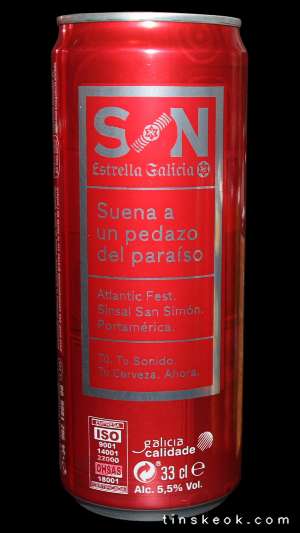 SON
Estrella Galicia
Suena a
un pedazo
del paraíso
Atlantic Fest.
Sinsal San Simón.
Portamérica.
Tú. Tu Sonido.
Tu Cerveza. Ahora.
EMPRESA
ISO
9001
14001
22000
OHSAS
18001
galicia
calidade
33 cl e
Alc. 5,5% Vol.
tinskeok.com